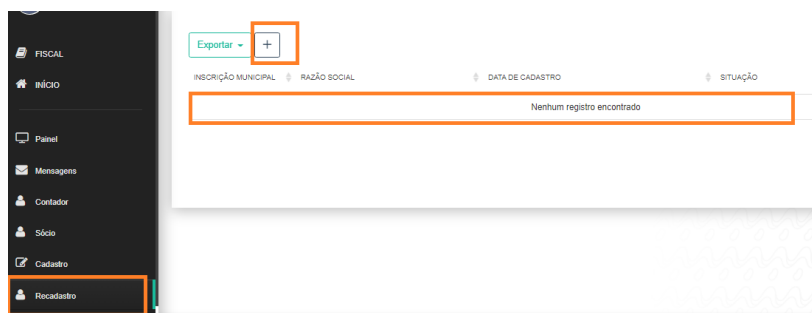 FISCAL
INÍCIO
Painel
Mensagens
Contador
Sócio
Cadastro
Recadastro
Exportar +
INSCRIÇÃO MUNICIPAL RAZÃO SOCIAL DATA DE CADASTRO SITUAÇÃO
Nenhum registro encontrado